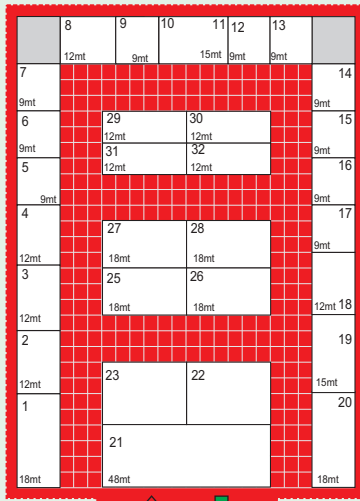 8 9 10 11 12 13
12mt 9mt 15mt 9mt 9mt
7 14
9mt 9mt
6 29 30 15
9mt 12mt 12mt 9mt
5 31 32 16
9mt 12mt 12mt 9mt
4 27 28 17
12mt 18mt 18mt 9mt
3 25 26
12mt 18mt 18mt 12mt 18
2 19
12mt 15mt
1 23 22 20
21
18mt 48mt 18mt